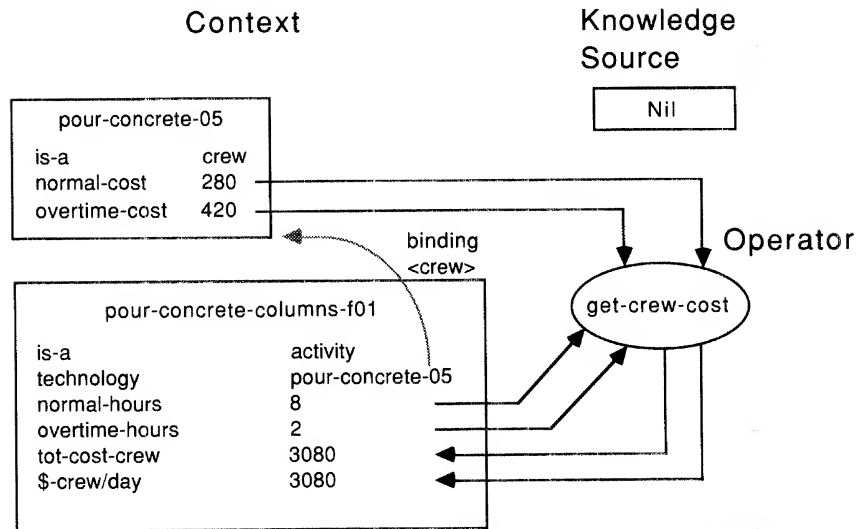 Context
Knowledge
Source
Nil
pour-concrete-05
is-a crew
normal-cost 280
overtime-cost 420
binding
<crew>
Operator
get-crew-cost
pour-concrete-columns-f01
is-a activity
technology pour-concrete-05
normal-hours 8
overtime-hours 2
tot-cost-crew 3080
$-crew/day 3080